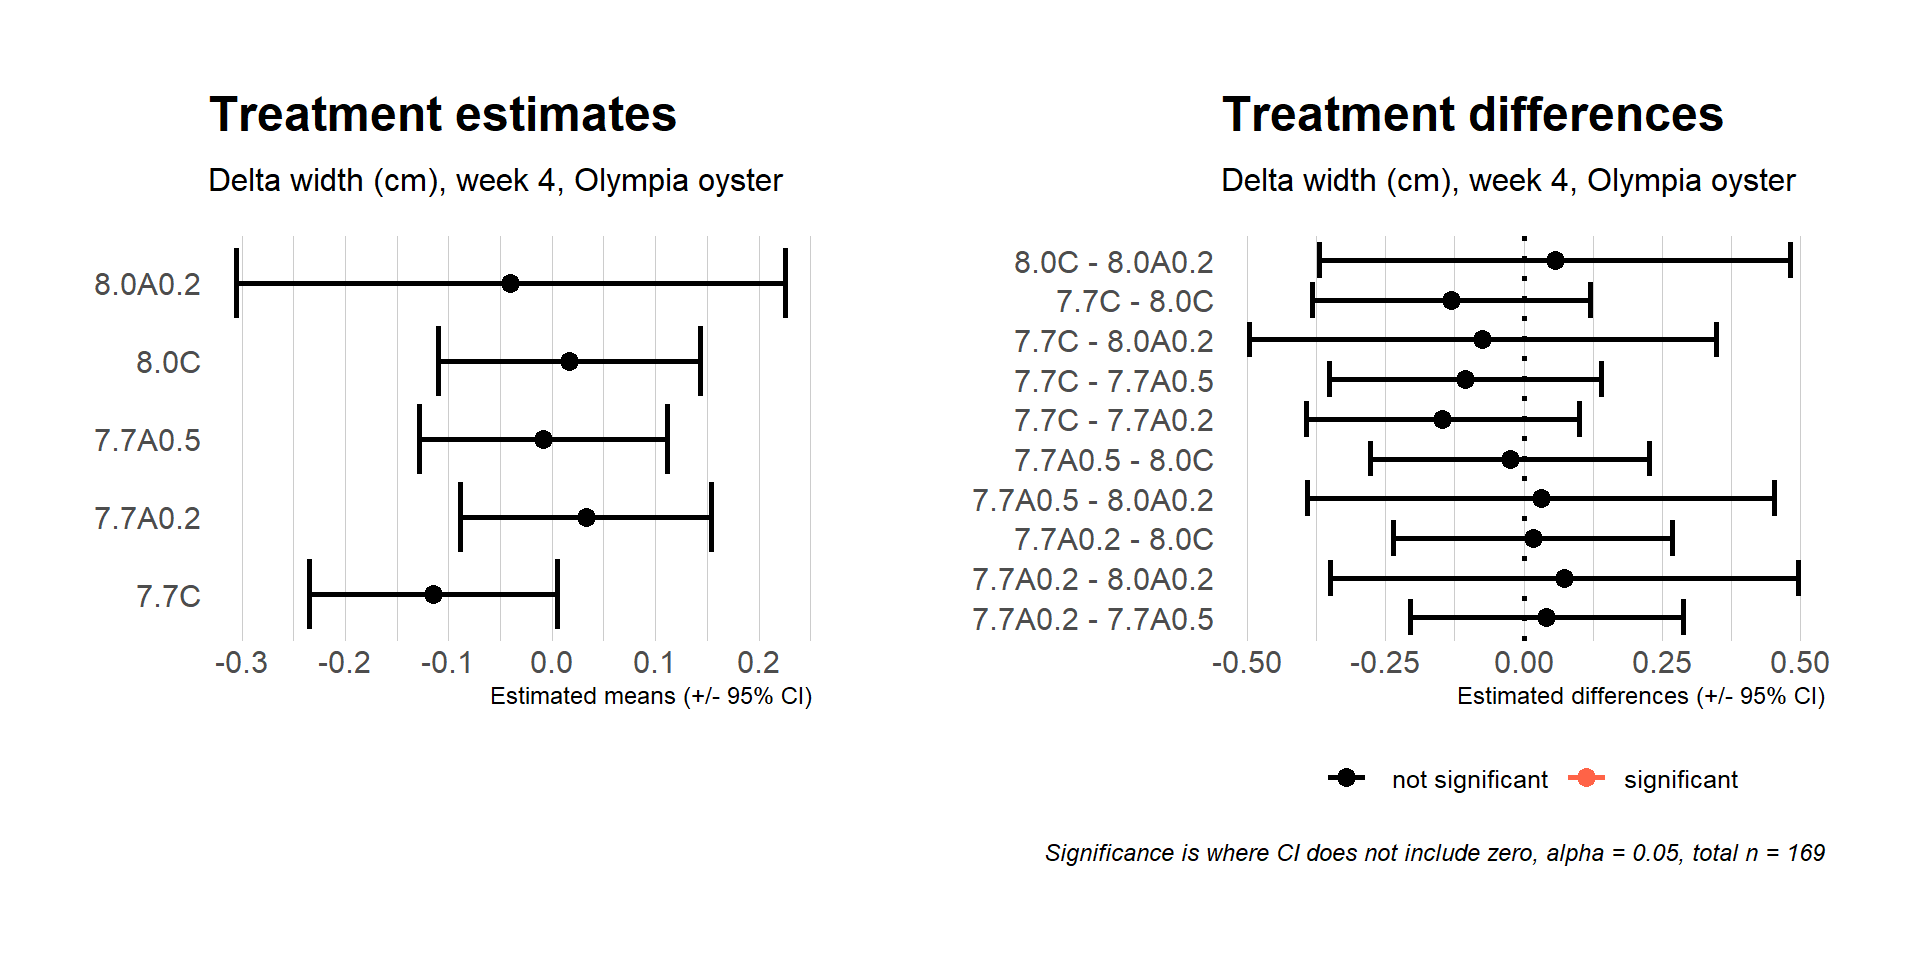 Treatment estimates
Delta width (cm), week 4, Olympia oyster
8.0A0.2
8.0C
7.7A0.5
7.7A0.2
7.7C
-0.3 -0.2 -0.1 0.0 0.1 0.2
Estimated means (+/- 95% CI)
Treatment differences
Delta width (cm), week 4, Olympia oyster
8.0C - 8.0A0.2
7.7C - 8.0C
7.7C - 8.0A0.2
7.7C - 7.7A0.5
7.7C - 7.7A0.2
7.7A0.5 - 8.0C
7.7A0.5 - 8.0A0.2
7.7A0.2 - 8.0C
7.7A0.2 - 8.0A0.2
7.7A0.2 - 7.7A0.5
-0.50 -0.25 0.00 0.25 0.50
Estimated differences (+/- 95% CI)
not significant significant
Significance is where CI does not include zero, alpha = 0.05, total n = 169